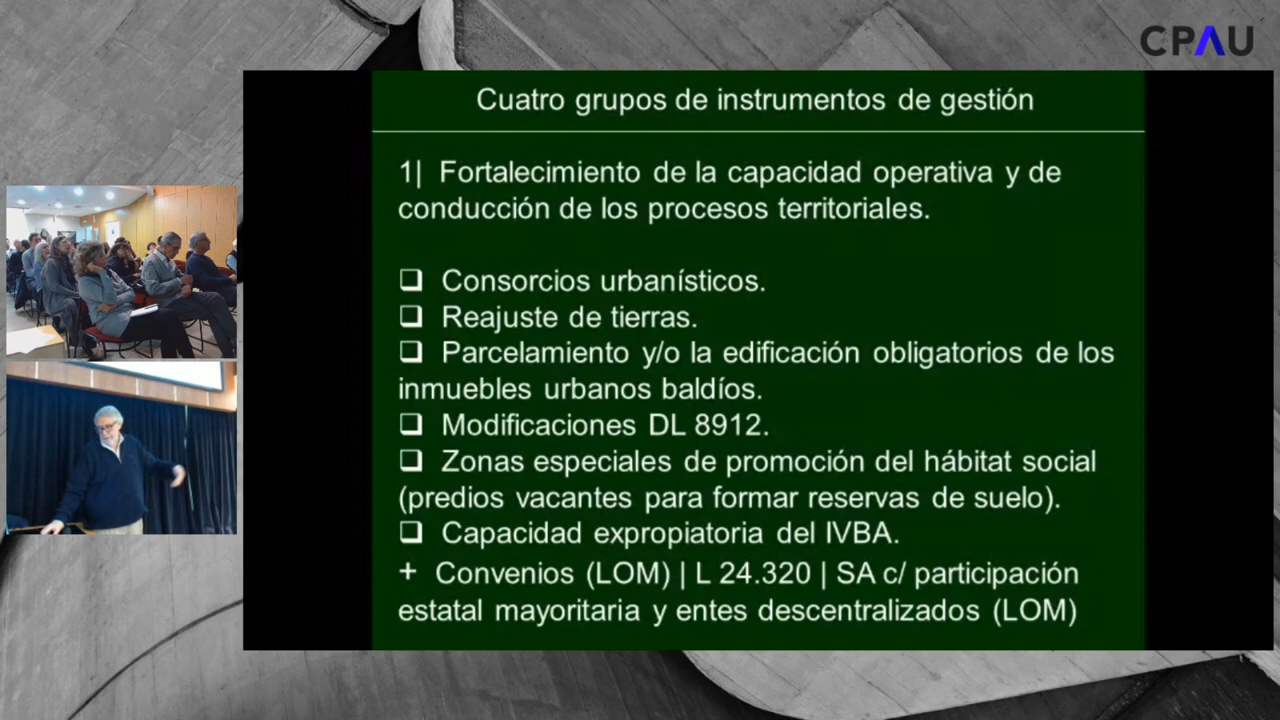 CPAU
Cuatro grupos de instrumentos de gestión
1| Fortalecimiento de la capacidad operativa y de
conducción de los procesos territoriales.
❑ Consorcios urbanísticos.
❑ Reajuste de tierras.
❑ Parcelamiento y/o la edificación obligatorios de los
inmuebles urbanos baldíos.
❑ Modificaciones DL 8912.
❑ Zonas especiales de promoción del hábitat social
(predios vacantes para formar reservas de suelo).
❑ Capacidad expropiatoria del IVBA.
+ Convenios (LOM) | L 24.320 | SA c/ participación
estatal mayoritaria y entes descentralizados (LOM)